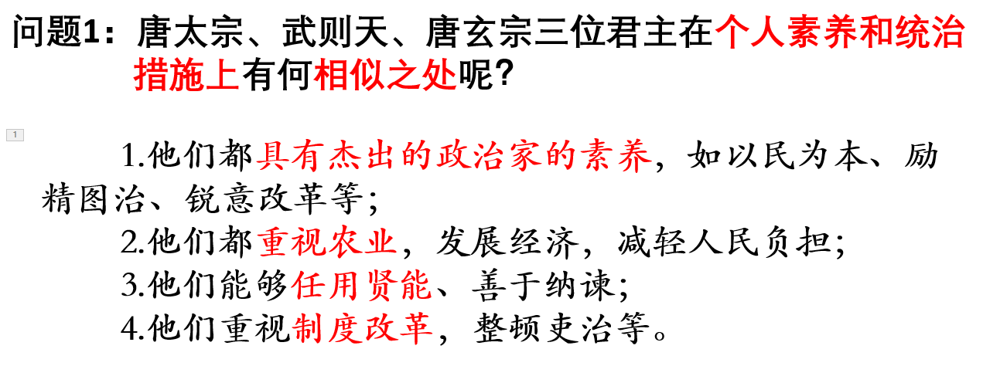 问题1：唐太宗、武则天、唐玄宗三位君主在个人素养和统治
措施上有何相似之处呢？
1
1.他们都具有杰出的政治家的素养，如以民为本、励
精图治、锐意改革等；
2.他们都重视农业，发展经济，减轻人民负担；
3.他们能够任用贤能、善于纳谏；
4.他们重视制度改革，整顿吏治等。